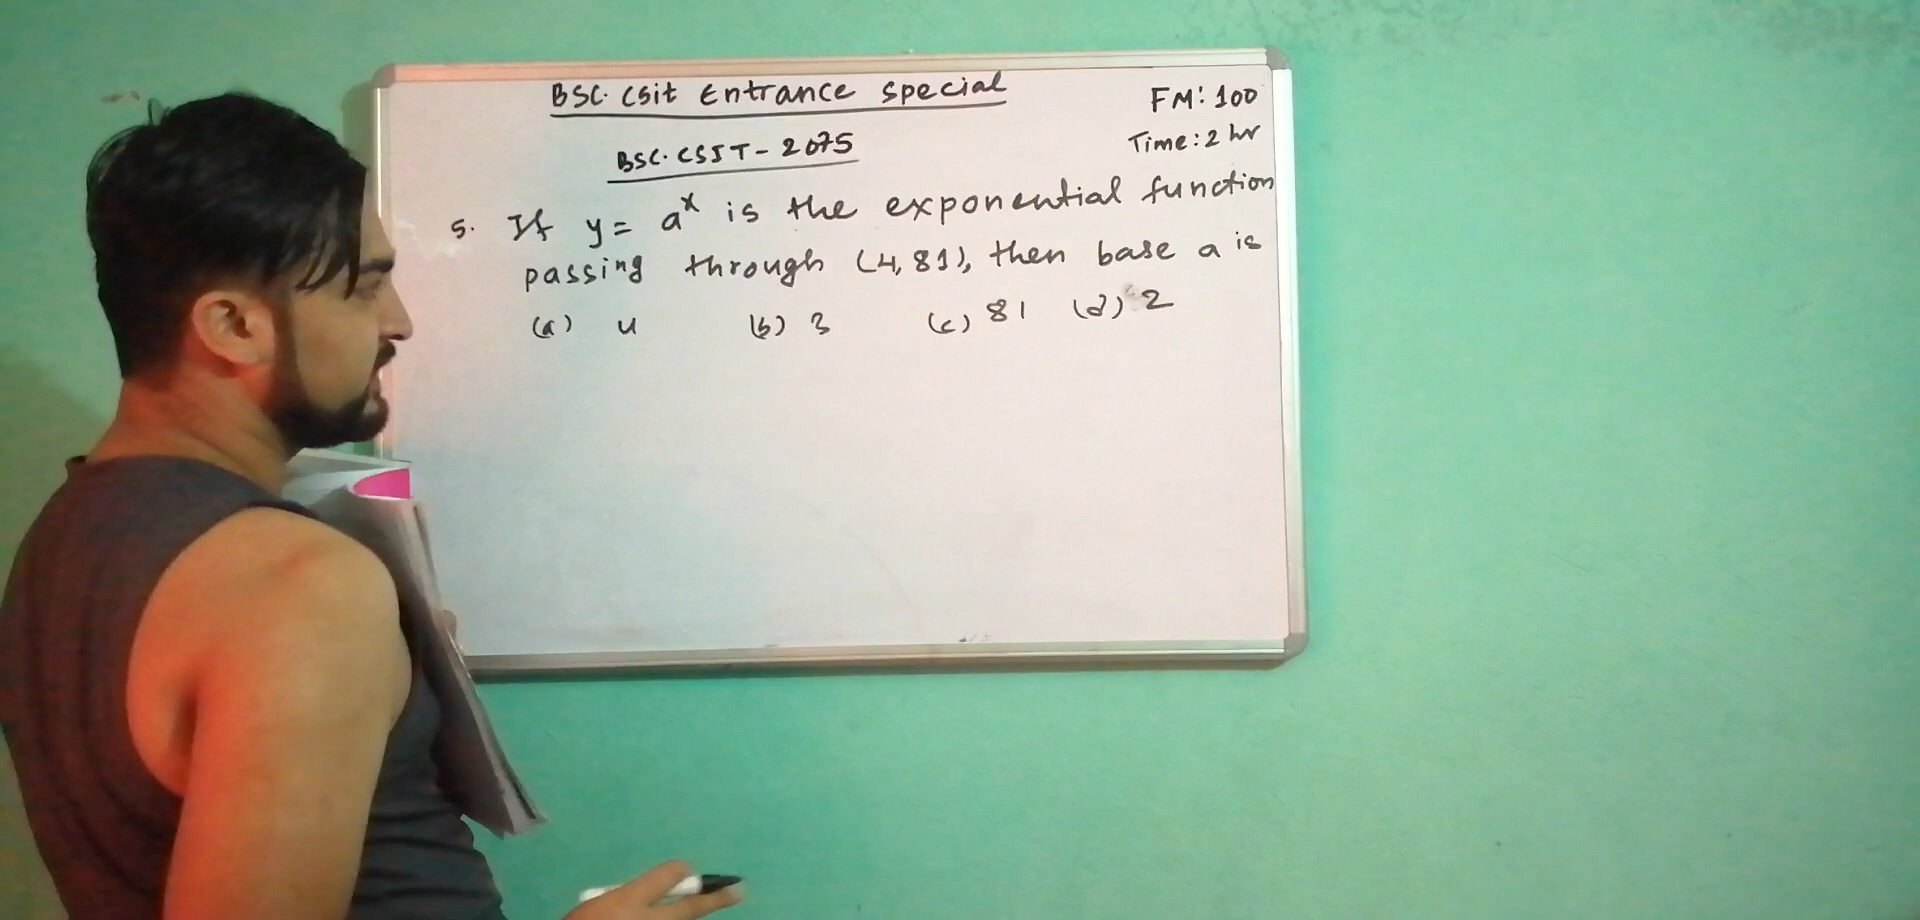 BSC. CSit Entrance special
FM: 100
Time: 2 hr
BSC. CSIT - 2075
5. If y = a^x is the exponential function
passing through (4, 81), then base a is
(a) 4 (b) 3 (c) 81 (d) 2